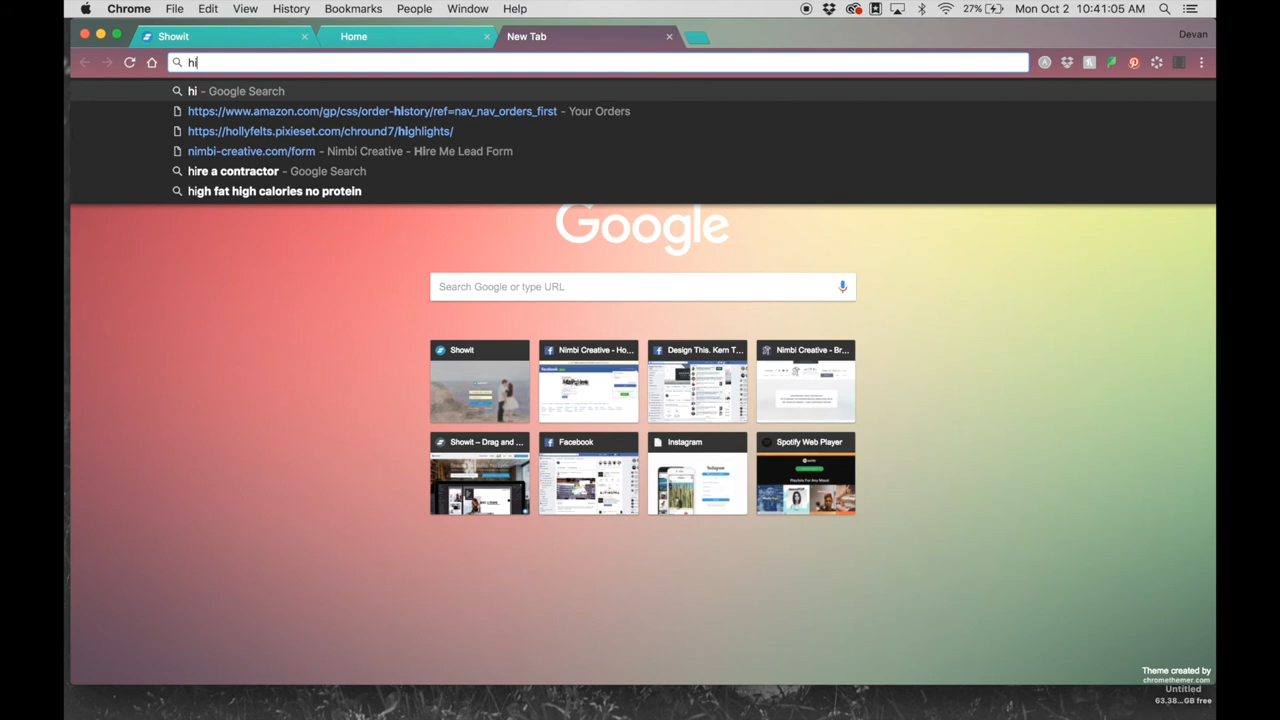 Chrome File Edit View History Bookmarks People Window Help 27% Mon Oct 2 10:41:05 AM
Showit Home New Tab Devan
hi
hi – Google Search
https://www.amazon.com/gp/css/order-history/ref=nav_nav_orders_first – Your Orders
https://hollyfelts.pixieset.com/chround7/highlights/
nimbi-creative.com/form – Nimbi Creative - Hire Me Lead Form
hire a contractor – Google Search
high fat high calories no protein
Google
Search Google or type URL
Showit Nimbi Creative - Ho... Design This. Kern T... Nimbi Creative - Br...
Showit – Drag and ... Facebook Instagram Spotify Web Player
Theme created by
chromethemer.com
Untitled
63.38...GB free